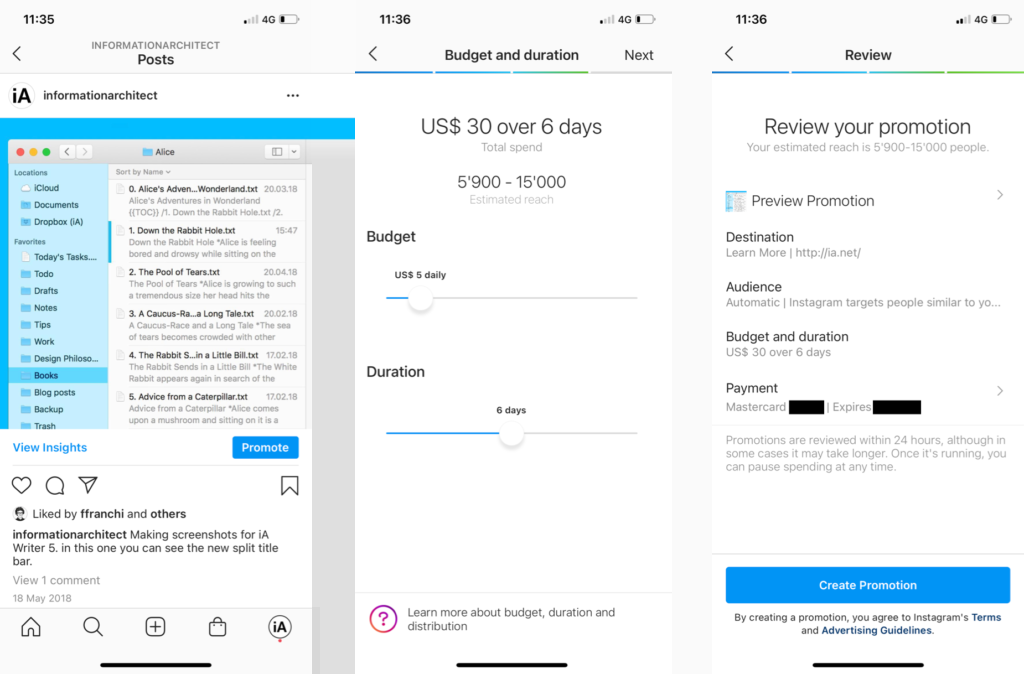 11:35
4G
INFORMATIONARCHITECT
Posts
iA
informationarchitect
...
Alice
Locations
iCloud
Documents
Dropbox (iA)
Favorites
Today's Tasks....
Todo
Drafts
Notes
Tips
Work
Design Philoso...
Books
Blog posts
Backup
Trash
Sort by Name
0. Alice's Adven...Wonderland.txt 20.03.18
Alice's Adventures in Wonderland
{{TOC}} /1. Down the Rabbit Hole.txt /2.
1. Down the Rabbit Hole.txt 15:47
Down the Rabbit Hole *Alice is feeling
bored and drowsy while sitting on the
2. The Pool of Tears.txt 20.04.18
The Pool of Tears *Alice is growing to such
a tremendous size her head hits the
3. A Caucus-Ra...a Long Tale.txt 20.02.18
A Caucus-Race and a Long Tale *The sea
of tears becomes crowded with other
4. The Rabbit S...in a Little Bill.txt 17.02.18
The Rabbit Sends in a Little Bill *The White
Rabbit appears again in search of the
5. Advice from a Caterpillar.txt 17.02.18
Advice from a Caterpillar *Alice comes
upon a mushroom and sitting on it is a
View Insights
Promote
Liked by ffranchi and others
informationarchitect Making screenshots for iA
Writer 5. in this one you can see the new split title
bar.
View 1 comment
18 May 2018
iA
11:36
4G
Budget and duration
Next
US$ 30 over 6 days
Total spend
5'900 - 15'000
Estimated reach
Budget
US$ 5 daily
Duration
6 days
?
Learn more about budget, duration and
distribution
11:36
4G
Review
Review your promotion
Your estimated reach is 5'900-15'000 people.
Preview Promotion
Destination
Learn More | http://ia.net/
Audience
Automatic | Instagram targets people similar to yo...
Budget and duration
US$ 30 over 6 days
Payment
Mastercard | Expires
Promotions are reviewed within 24 hours, although in
some cases it may take longer. Once it's running, you
can pause spending at any time.
Create Promotion
By creating a promotion, you agree to Instagram's Terms
and Advertising Guidelines.